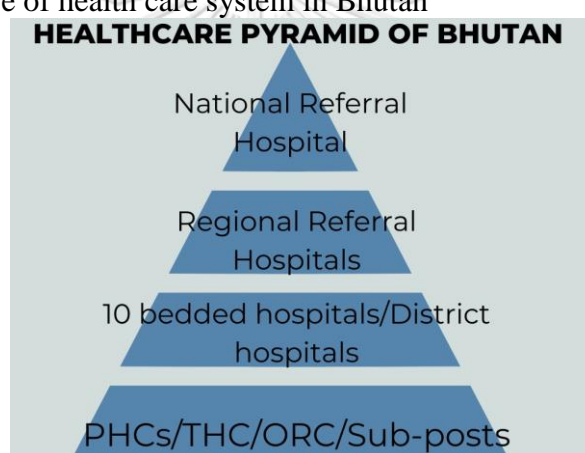 e of health care system in Bhutan
HEALTHCARE PYRAMID OF BHUTAN
National Referral
Hospital
Regional Referral
Hospitals
10 bedded hospitals/District
hospitals
PHCs/THC/ORC/Sub-posts